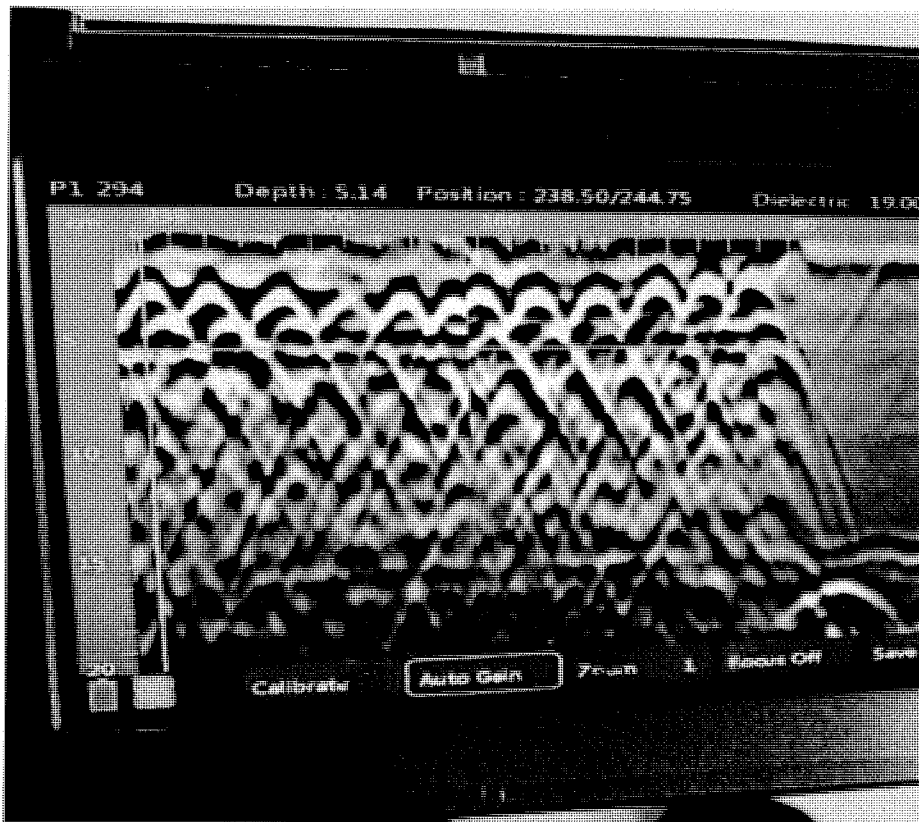 P1 294 Depth : 5.14 Position : 238.50/244.75 Dielectric 19.00
10
15
20
Calibrate Auto Gain Zoom 1 Focus Off Save